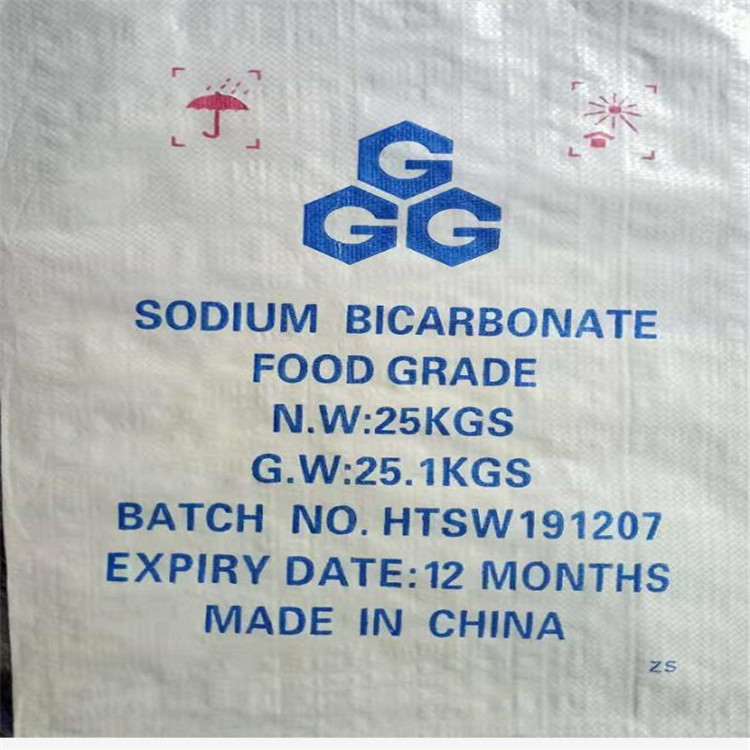 G
G G
SODIUM BICARBONATE
FOOD GRADE
N.W:25KGS
G.W:25.1KGS
BATCH NO. HTSW191207
EXPIRY DATE:12 MONTHS
MADE IN CHINA
ZS